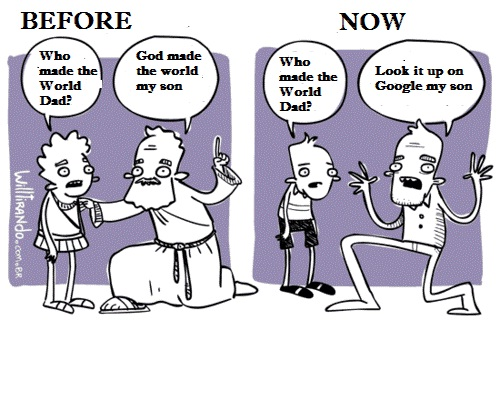 BEFORE
Who
made the
World
Dad?
God made
the world
my son
WillTiRANdo.com.BR
NOW
Who
made the
World
Dad?
Look it up on
Google my son